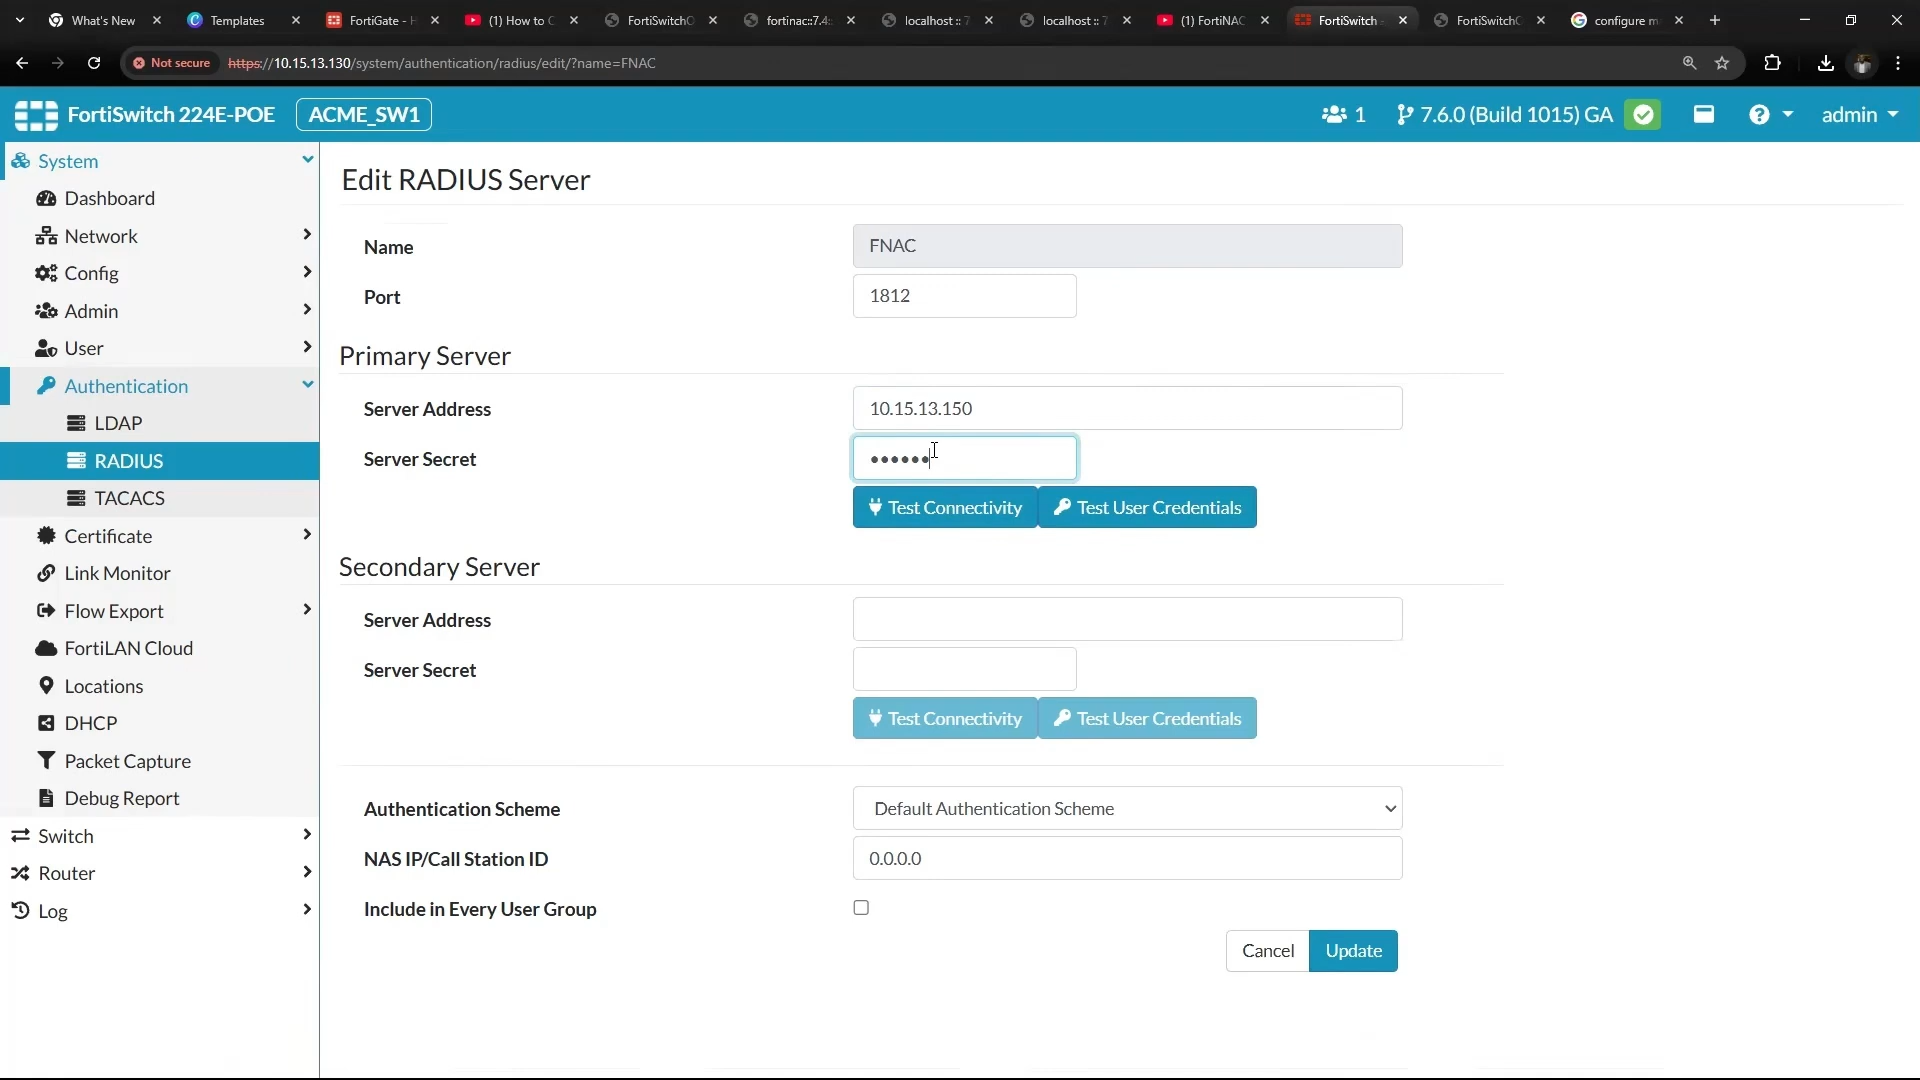 What's New
Templates
FortiGate - H
(1) How to C
FortiSwitchO
fortinac::7.4:
localhost :: 7
localhost :: 7
(1) FortiNAC
FortiSwitch -
FortiSwitchO
configure m
Not secure
https://10.15.13.130/system/authentication/radius/edit/?name=FNAC
FortiSwitch 224E-POE
ACME_SW1
1
7.6.0 (Build 1015) GA
admin
System
Dashboard
Network
Config
Admin
User
Authentication
LDAP
RADIUS
TACACS
Certificate
Link Monitor
Flow Export
FortiLAN Cloud
Locations
DHCP
Packet Capture
Debug Report
Switch
Router
Log
Edit RADIUS Server
Name
FNAC
Port
1812
Primary Server
Server Address
10.15.13.150
Server Secret
••••••
Test Connectivity
Test User Credentials
Secondary Server
Server Address
Server Secret
Test Connectivity
Test User Credentials
Authentication Scheme
Default Authentication Scheme
NAS IP/Call Station ID
0.0.0.0
Include in Every User Group
Cancel
Update